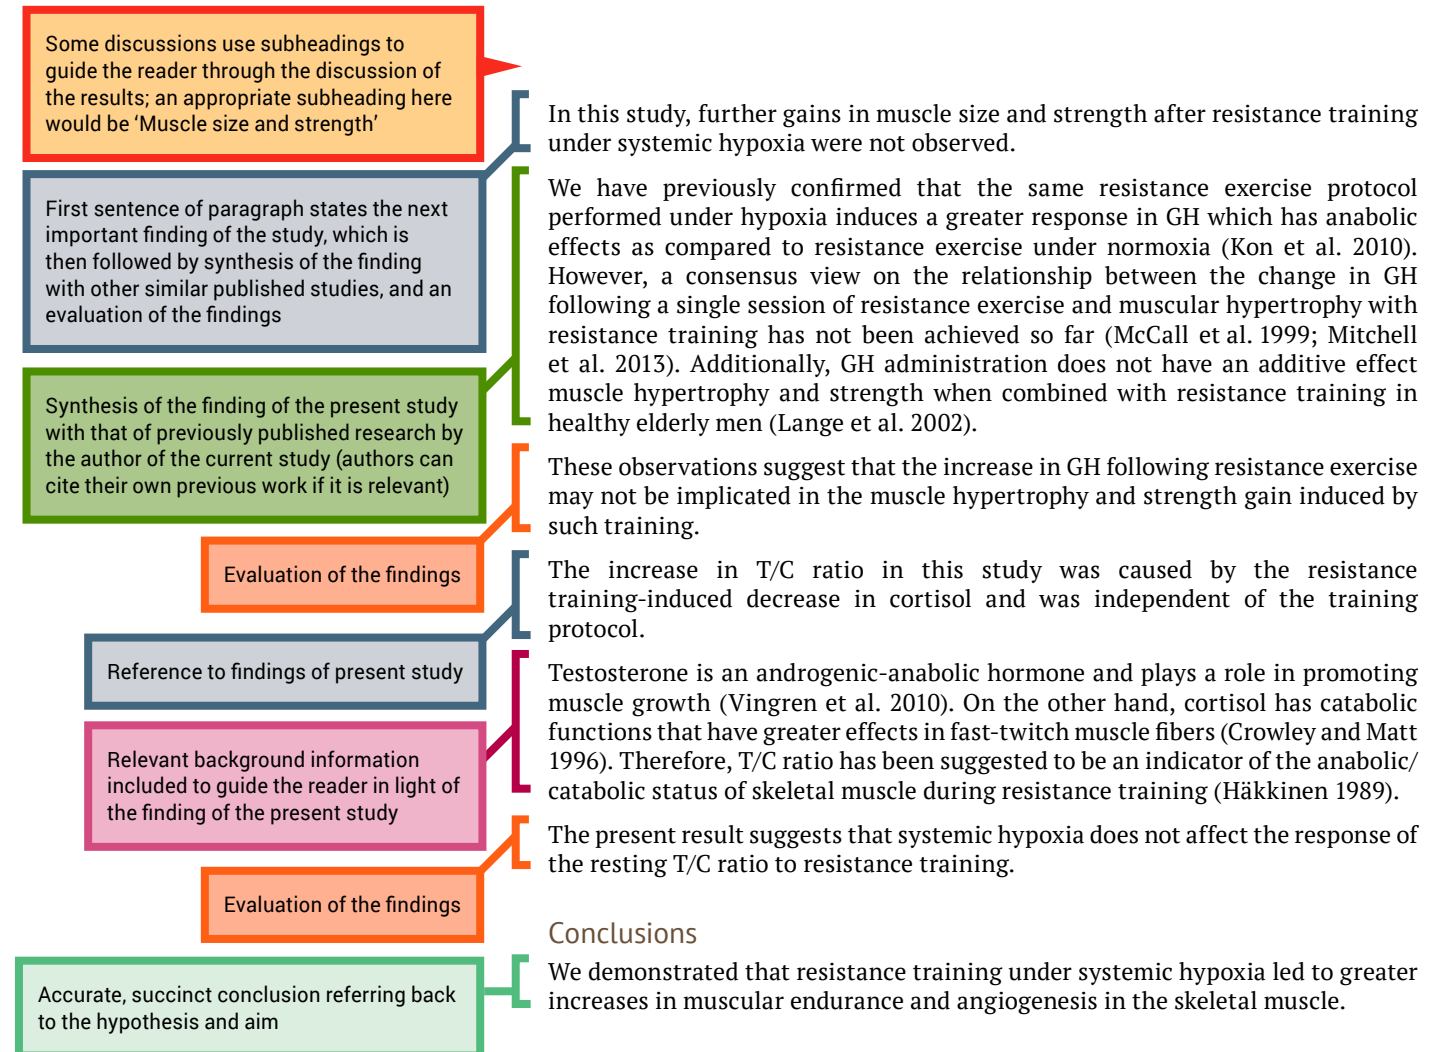 Some discussions use subheadings to
guide the reader through the discussion of
the results; an appropriate subheading here
would be ‘Muscle size and strength’
In this study, further gains in muscle size and strength after resistance training
under systemic hypoxia were not observed.
First sentence of paragraph states the next
important finding of the study, which is
then followed by synthesis of the finding
with other similar published studies, and an
evaluation of the findings
We have previously confirmed that the same resistance exercise protocol
performed under hypoxia induces a greater response in GH which has anabolic
effects as compared to resistance exercise under normoxia (Kon et al. 2010).
However, a consensus view on the relationship between the change in GH
following a single session of resistance exercise and muscular hypertrophy with
resistance training has not been achieved so far (McCall et al. 1999; Mitchell
et al. 2013). Additionally, GH administration does not have an additive effect
muscle hypertrophy and strength when combined with resistance training in
healthy elderly men (Lange et al. 2002).
Synthesis of the finding of the present study
with that of previously published research by
the author of the current study (authors can
cite their own previous work if it is relevant)
These observations suggest that the increase in GH following resistance exercise
may not be implicated in the muscle hypertrophy and strength gain induced by
such training.
Evaluation of the findings
The increase in T/C ratio in this study was caused by the resistance
training-induced decrease in cortisol and was independent of the training
protocol.
Reference to findings of present study
Testosterone is an androgenic-anabolic hormone and plays a role in promoting
muscle growth (Vingren et al. 2010). On the other hand, cortisol has catabolic
functions that have greater effects in fast-twitch muscle fibers (Crowley and Matt
1996). Therefore, T/C ratio has been suggested to be an indicator of the anabolic/
catabolic status of skeletal muscle during resistance training (Häkkinen 1989).
Relevant background information
included to guide the reader in light of
the finding of the present study
The present result suggests that systemic hypoxia does not affect the response of
the resting T/C ratio to resistance training.
Evaluation of the findings
Conclusions
We demonstrated that resistance training under systemic hypoxia led to greater
increases in muscular endurance and angiogenesis in the skeletal muscle.
Accurate, succinct conclusion referring back
to the hypothesis and aim